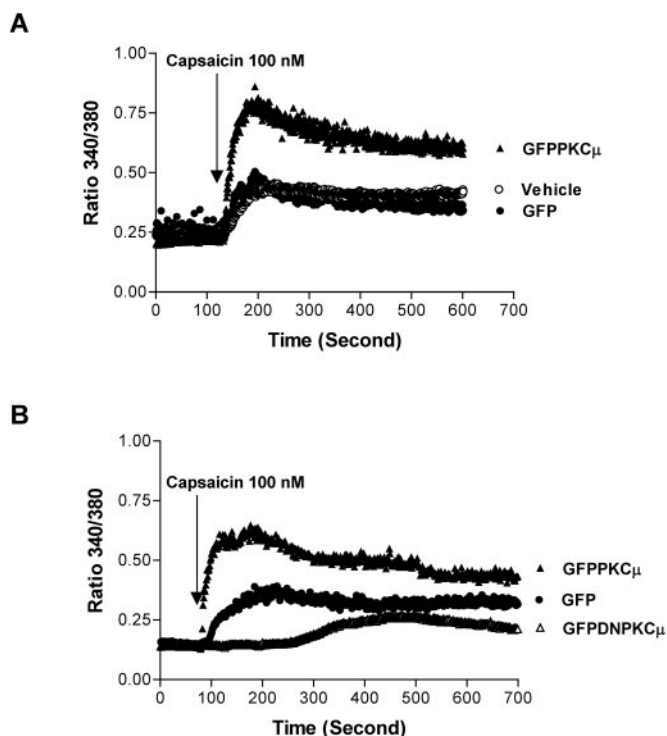 A
1.00
0.75
0.50
0.25
0.00
Ratio 340/380
Capsaicin 100 nM
GFPPKCμ
Vehicle
GFP
0 100 200 300 400 500 600 700
Time (Second)
B
1.00
0.75
0.50
0.25
0.00
Ratio 340/380
Capsaicin 100 nM
GFPPKCμ
GFP
GFPDNPKCμ
0 100 200 300 400 500 600 700
Time (Second)